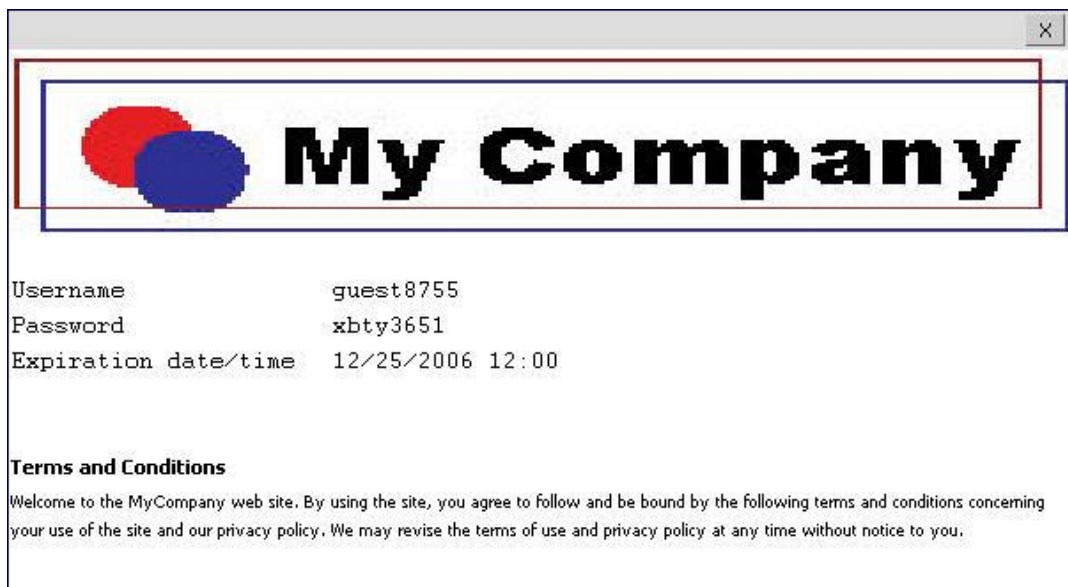 X
My Company
Username guest8755
Password xbty3651
Expiration date/time 12/25/2006 12:00
Terms and Conditions
Welcome to the MyCompany web site. By using the site, you agree to follow and be bound by the following terms and conditions concerning
your use of the site and our privacy policy. We may revise the terms of use and privacy policy at any time without notice to you.